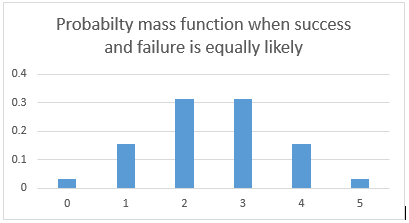 Probabilty mass function when success
and failure is equally likely
0.4
0.3
0.2
0.1
0
0 1 2 3 4 5